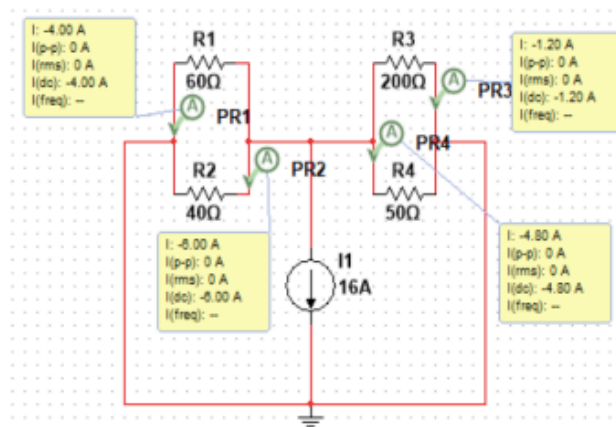 I: -4.00 A
I(p-p): 0 A
I(rms): 0 A
I(dc): -4.00 A
I(freq): --
R1
60Ω
A
PR1
R2
40Ω
A
PR2
I: -6.00 A
I(p-p): 0 A
I(rms): 0 A
I(dc): -6.00 A
I(freq): --
I1
16A
R3
200Ω
A
PR3
I: -1.20 A
I(p-p): 0 A
I(rms): 0 A
I(dc): -1.20 A
I(freq): --
A
PR4
R4
50Ω
I: -4.80 A
I(p-p): 0 A
I(rms): 0 A
I(dc): -4.80 A
I(freq): --